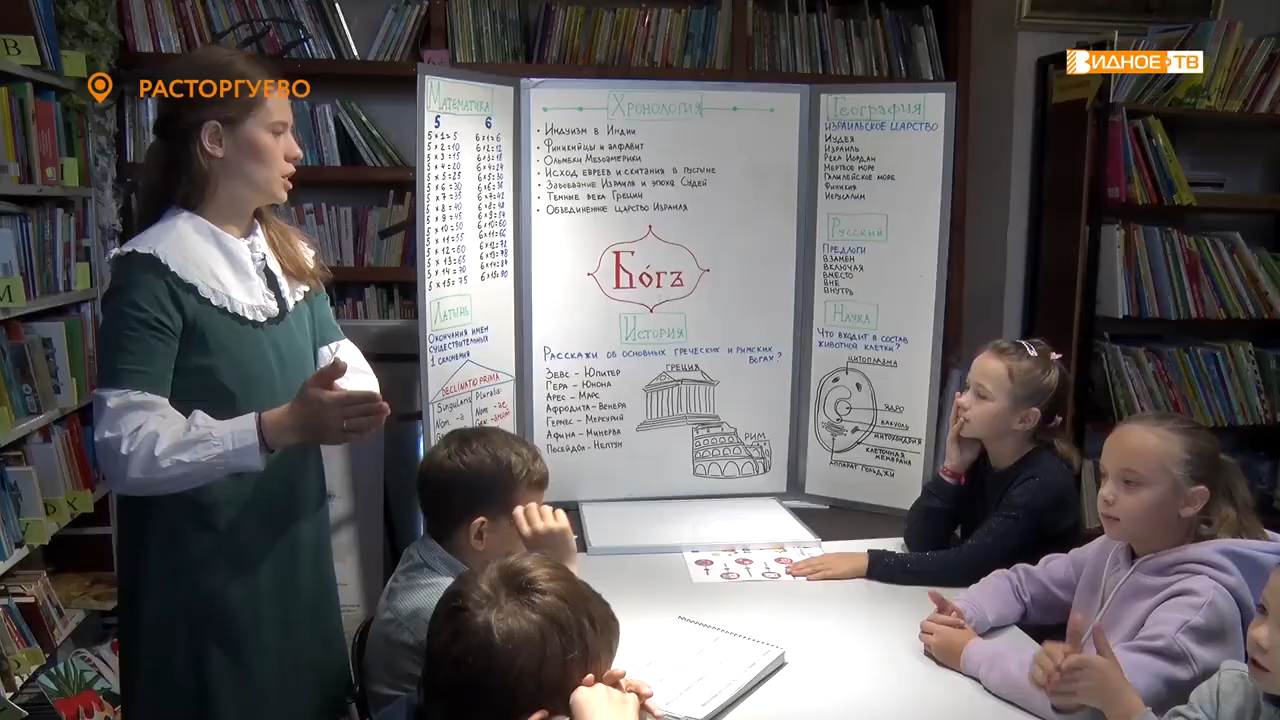 РАСТОРГУЕВО
ВИДНОЕ ТВ
В
М
Математика
5 6
5×1=5 6×1=6
5×2=10 6×2=12
5×3=15 6×3=18
5×4=20 6×4=24
5×5=25 6×5=30
5×6=30 6×6=36
5×7=35 6×7=42
5×8=40 6×8=48
5×9=45 6×9=54
5×10=50 6×10=60
5×11=55 6×11=66
5×12=60 6×12=72
5×13=65 6×13=78
5×14=70 6×14=84
5×15=75 6×15=90
Латынь
Окончания имен
существительных
1 склонения
DECLINATIO PRIMA
Singularis Pluralis
Nom. -a Nom -ae
Gen -arum
Хронология
• Индуизм в Индии
• Финикийцы и алфавит
• Ольмеки Мезоамерики
• Исход евреев и скитания в пустыне
• Завоевание Израиля и эпоха Судей
• Темные века Греции
• Объединенное царство Израиля
Бо́гъ
История
Расскажи об основных греческих и римских
богах?
Зевс – Юпитер
Гера – Юнона
Арес – Марс
Афродита – Венера
Гермес – Меркурий
Афина – Минерва
Посейдон – Нептун
ГРЕЦИЯ
РИМ
География
Израильское царство
Иудея
Израиль
Река Иордан
Мертвое море
Галилейское море
Финикия
Иерусалим
Русский
Предлоги
взамен
включая
вместо
вне
внутрь
Наука
Что входит в состав
животной клетки?
цитоплазма
ядро
вакуоль
митохондрия
клеточная
мембрана
аппарат гольджи